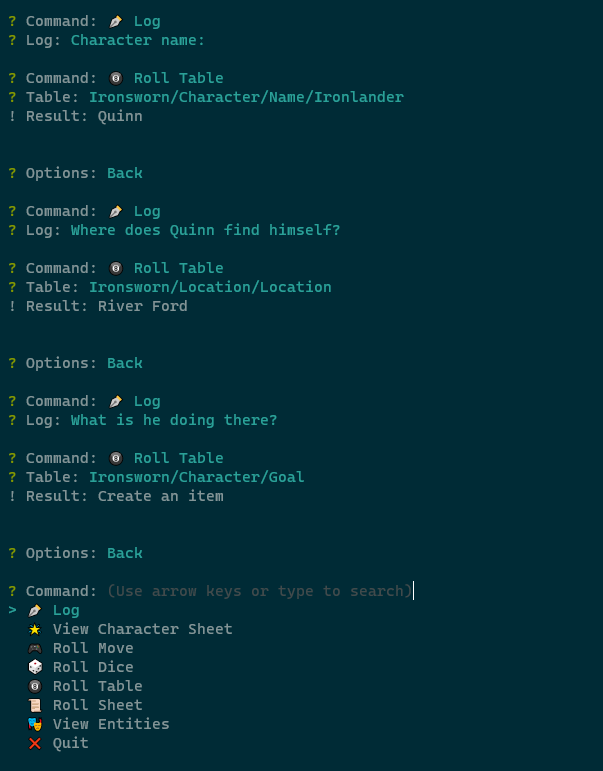 ? Command: ✒️ Log
? Log: Character name:
? Command: 🎱 Roll Table
? Table: Ironsworn/Character/Name/Ironlander
! Result: Quinn
? Options: Back
? Command: ✒️ Log
? Log: Where does Quinn find himself?
? Command: 🎱 Roll Table
? Table: Ironsworn/Location/Location
! Result: River Ford
? Options: Back
? Command: ✒️ Log
? Log: What is he doing there?
? Command: 🎱 Roll Table
? Table: Ironsworn/Character/Goal
! Result: Create an item
? Options: Back
? Command: (Use arrow keys or type to search)
> ✒️ Log
🌟 View Character Sheet
🎮 Roll Move
🎲 Roll Dice
🎱 Roll Table
📜 Roll Sheet
🎭 View Entities
❌ Quit